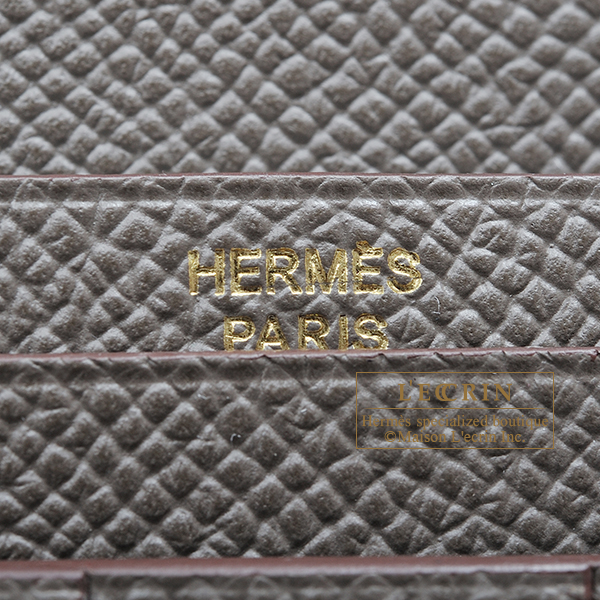 HERMÈS
PARIS
L'ECRIN
Hermes specialized boutique
©Maison L'ecrin inc.